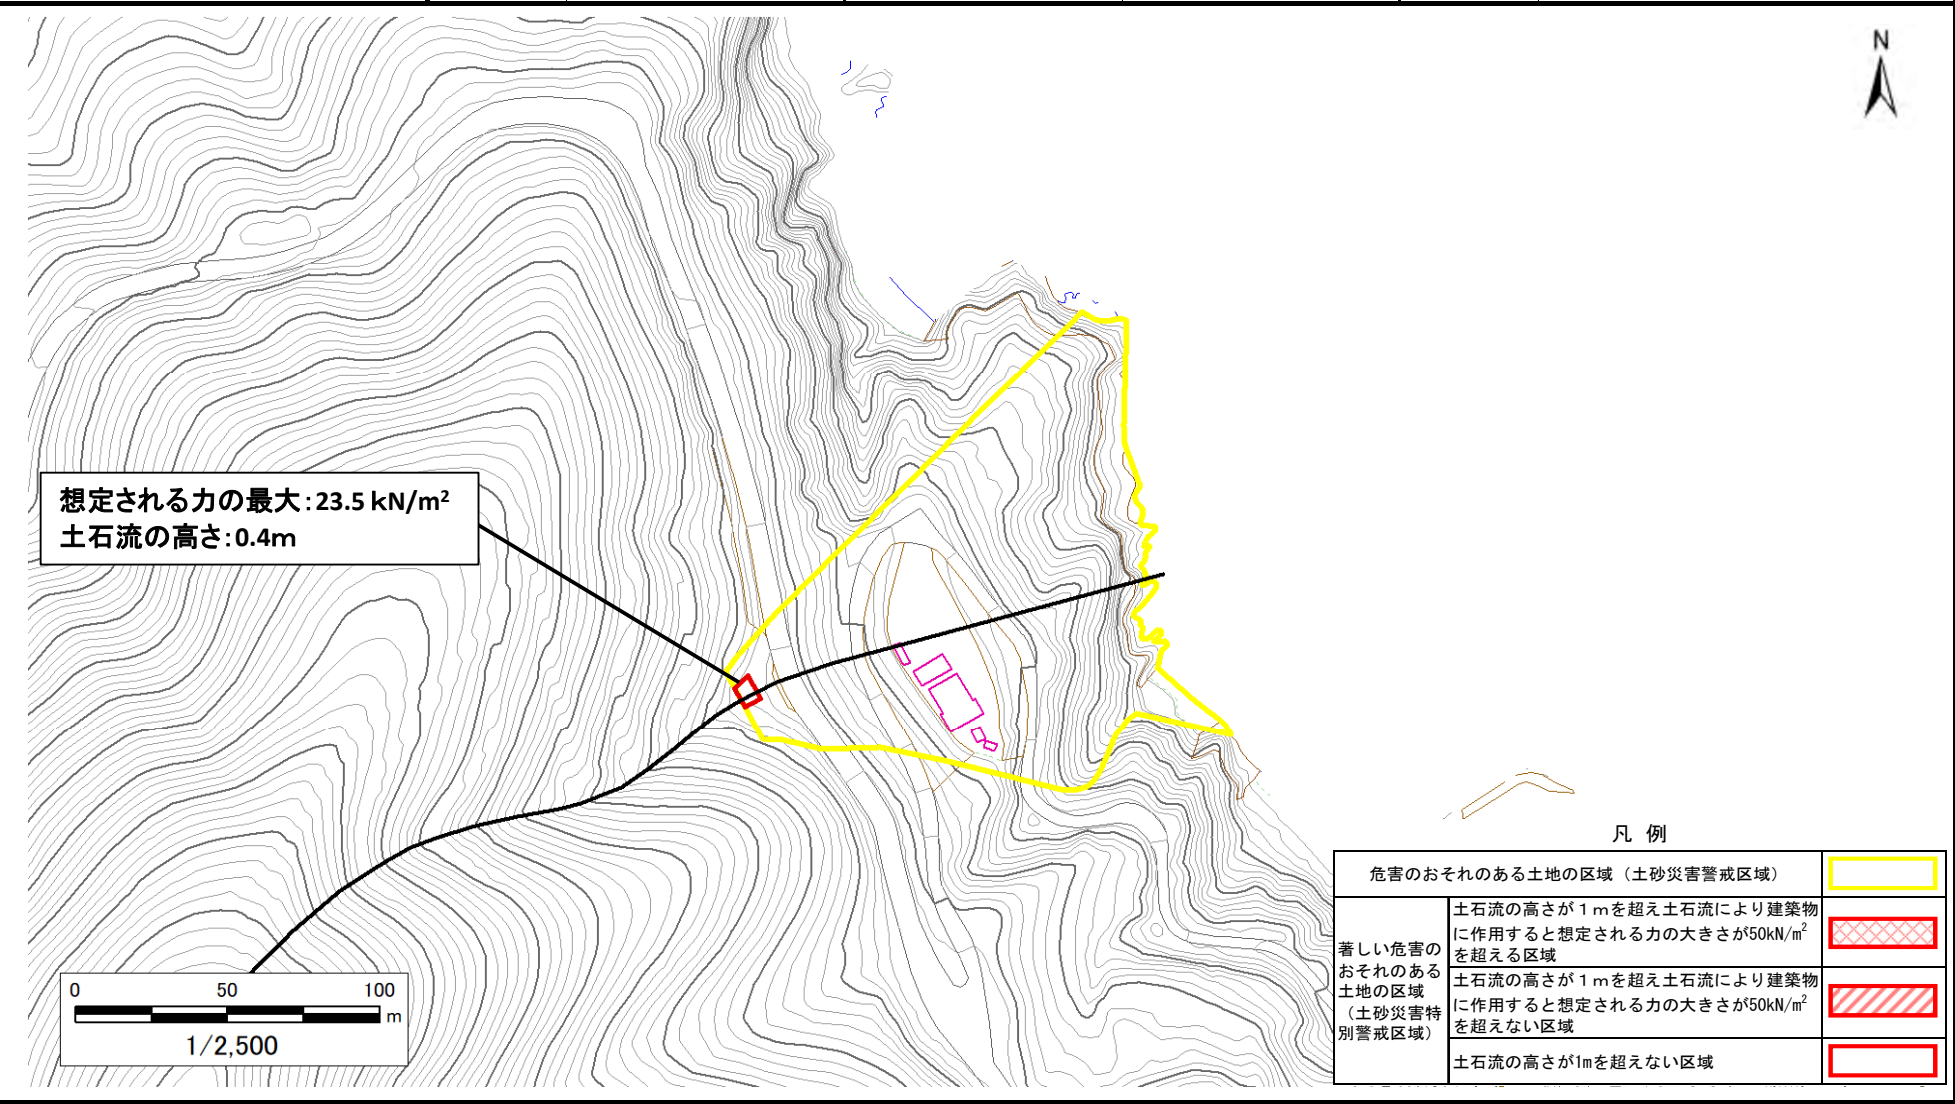 N
想定される力の最大:23.5 kN/m²
土石流の高さ:0.4m
凡 例
危害のおそれのある土地の区域（土砂災害警戒区域）
著しい危害の
おそれのある
土地の区域
（土砂災害特
別警戒区域）
土石流の高さが１ｍを超え土石流により建築物
に作用すると想定される力の大きさが50kN/㎡
を超える区域
土石流の高さが１ｍを超え土石流により建築物
に作用すると想定される力の大きさが50kN/㎡
を超えない区域
土石流の高さが1mを超えない区域
0 50 100
m
1/2,500